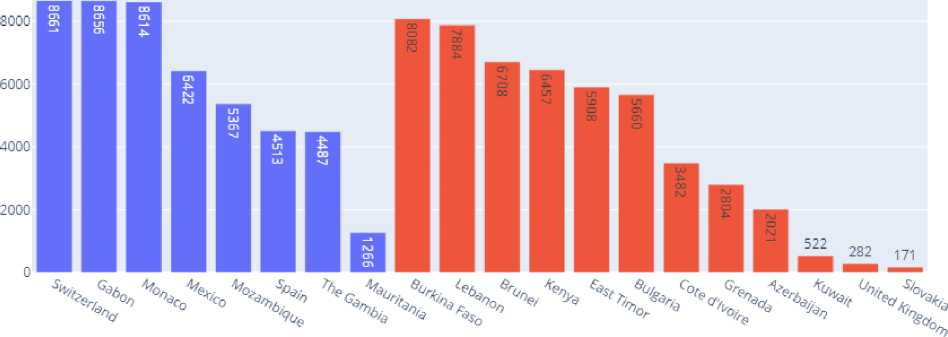 8000
6000
4000
2000
0
8661
8656
8614
6422
5367
4513
4487
1266
8082
7884
6708
6457
5908
5660
3482
2804
2021
522
282
171
Switzerland
Gabon
Monaco
Mexico
Mozambique
Spain
The Gambia
Mauritania
Burkina Faso
Lebanon
Brunei
Kenya
East Timor
Bulgaria
Cote d'Ivoire
Grenada
Azerbaijan
Kuwait
United Kingdom
Slovakia